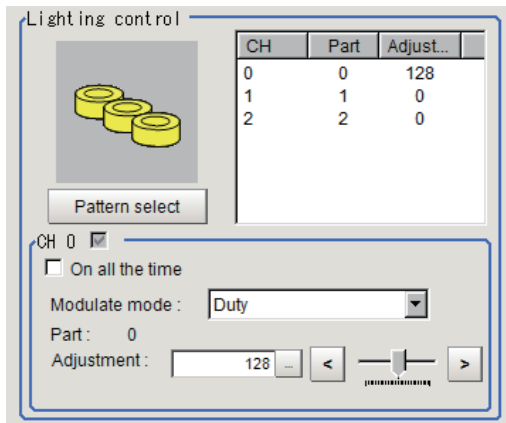 Lighting control
CH Part Adjust...
0 0 128
1 1 0
2 2 0
Pattern select
CH 0
On all the time
Modulate mode : Duty
Part : 0
Adjustment : 128 ... < >